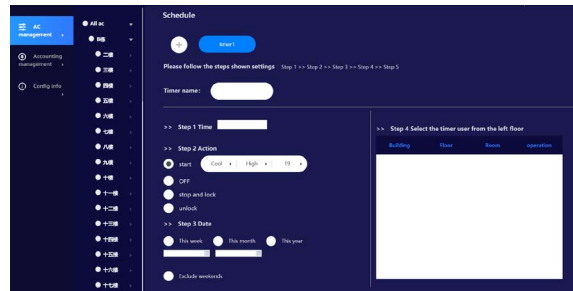 Schedule
AC management
All ac
B栋
timer1
Please follow the steps shown settings Step 1 >> Step 2 >> Step 3 >> Step 4 >> Step 5
Accounting management
Config info
二楼
三楼
四楼
五楼
六楼
七楼
八楼
九楼
十楼
十一楼
十二楼
十三楼
十四楼
十五楼
十六楼
十七楼
Timer name:
>> Step 1 Time
>> Step 2 Action
start Cool High 19
OFF
stop and lock
unlock
>> Step 3 Date
This week This month This year
Exclude weekends
>> Step 4 Select the timer user from the left floor
Building Floor Room operation